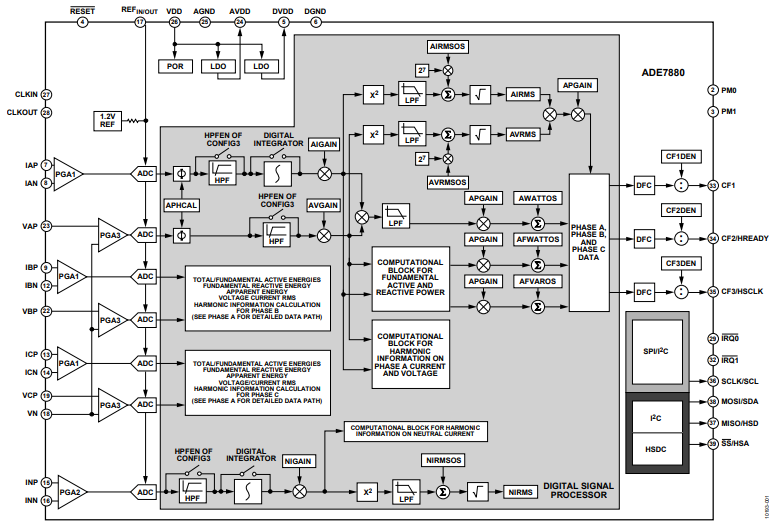 RESET
REFIN/OUT
VDD
AGND
AVDD
DVDD
DGND
4
17
26
25
24
5
6
POR
LDO
LDO
ADE7880
AIRMSOS
27
X2
LPF
Σ
√
AIRMS
APGAIN
CLKIN 27
CLKOUT 28
1.2V
REF
2 PM0
3 PM1
X2
LPF
Σ
√
AVRMS
27
AVRMSOS
HPFEN OF
CONFIG3
DIGITAL
INTEGRATOR
AIGAIN
IAP 7
IAN 8
PGA1
ADC
Φ
HPF
∫
APHCAL
HPFEN OF
CONFIG3
AVGAIN
VAP 23
PGA3
ADC
Φ
HPF
LPF
APGAIN
AWATTOS
Σ
APGAIN
AFWATTOS
Σ
APGAIN
AFVAROS
Σ
PHASE A,
PHASE B,
AND
PHASE C
DATA
CF1DEN
DFC
:
33 CF1
CF2DEN
DFC
:
34 CF2/HREADY
CF3DEN
DFC
:
35 CF3/HSCLK
COMPUTATIONAL
BLOCK FOR
FUNDAMENTAL
ACTIVE AND
REACTIVE POWER
COMPUTATIONAL
BLOCK FOR
HARMONIC
INFORMATION ON
PHASE A CURRENT
AND VOLTAGE
IBP 9
IBN 12
PGA1
ADC
VBP 22
PGA3
ADC
TOTAL/FUNDAMENTAL ACTIVE ENERGIES
FUNDAMENTAL REACTIVE ENERGY
APPARENT ENERGY
VOLTAGE CURRENT RMS
HARMONIC INFORMATION CALCULATION
FOR PHASE B
(SEE PHASE A FOR DETAILED DATA PATH)
ICP 13
ICN 14
PGA1
ADC
VCP 19
VN 18
PGA3
ADC
TOTAL/FUNDAMENTAL ACTIVE ENERGIES
FUNDAMENTAL REACTIVE ENERGY
APPARENT ENERGY
VOLTAGE/CURRENT RMS
HARMONIC INFORMATION CALCULATION
FOR PHASE C
(SEE PHASE A FOR DETAILED DATA PATH)
SPI/I2C
I2C
HSDC
29 IRQ0
32 IRQ1
36 SCLK/SCL
38 MOSI/SDA
37 MISO/HSD
39 SS/HSA
COMPUTATIONAL BLOCK FOR HARMONIC
INFORMATION ON NEUTRAL CURRENT
HPFEN OF
CONFIG3
DIGITAL
INTEGRATOR
NIGAIN
NIRMSOS
INP 15
INN 16
PGA2
ADC
HPF
∫
X2
LPF
Σ
√
NIRMS
DIGITAL SIGNAL
PROCESSOR
10193-001